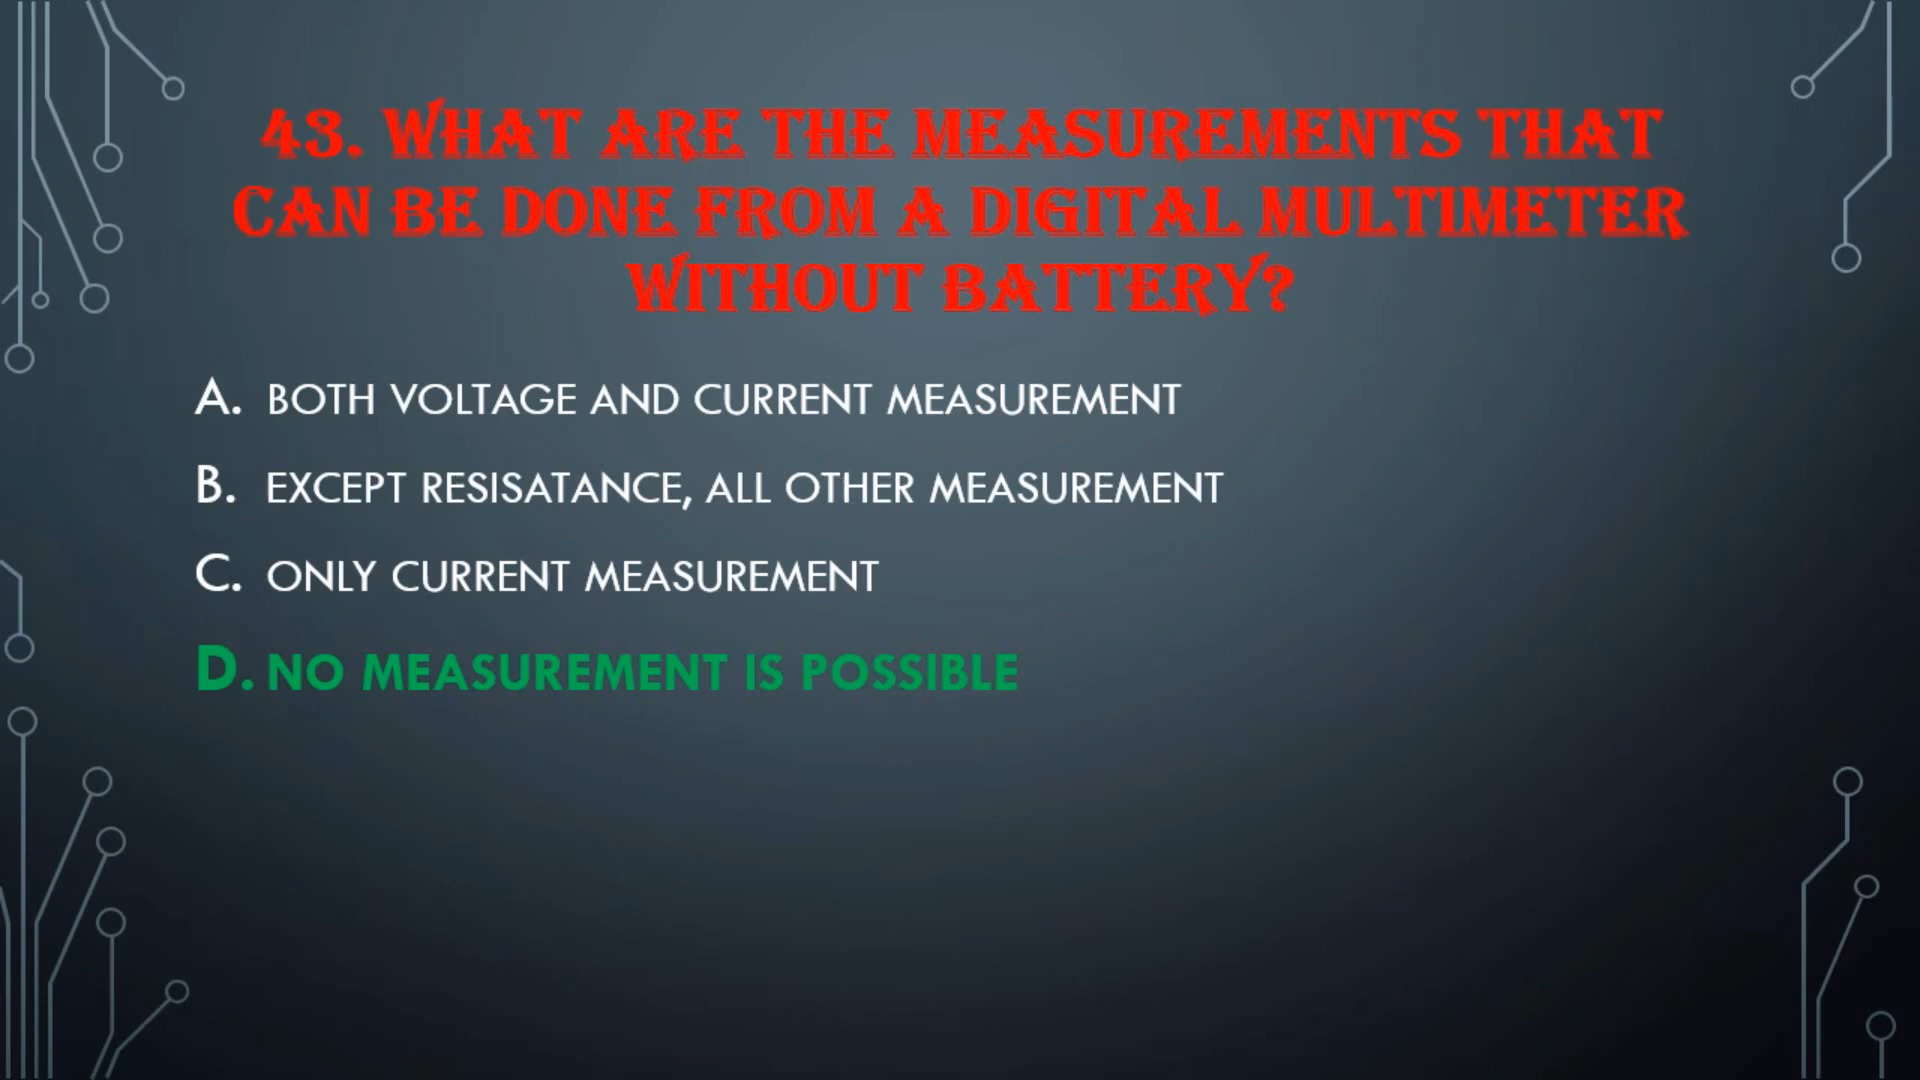 43. WHAT ARE THE MEASUREMENTS THAT
CAN BE DONE FROM A DIGITAL MULTIMETER
WITHOUT BATTERY?
A. BOTH VOLTAGE AND CURRENT MEASUREMENT
B. EXCEPT RESISATANCE, ALL OTHER MEASUREMENT
C. ONLY CURRENT MEASUREMENT
D. NO MEASUREMENT IS POSSIBLE